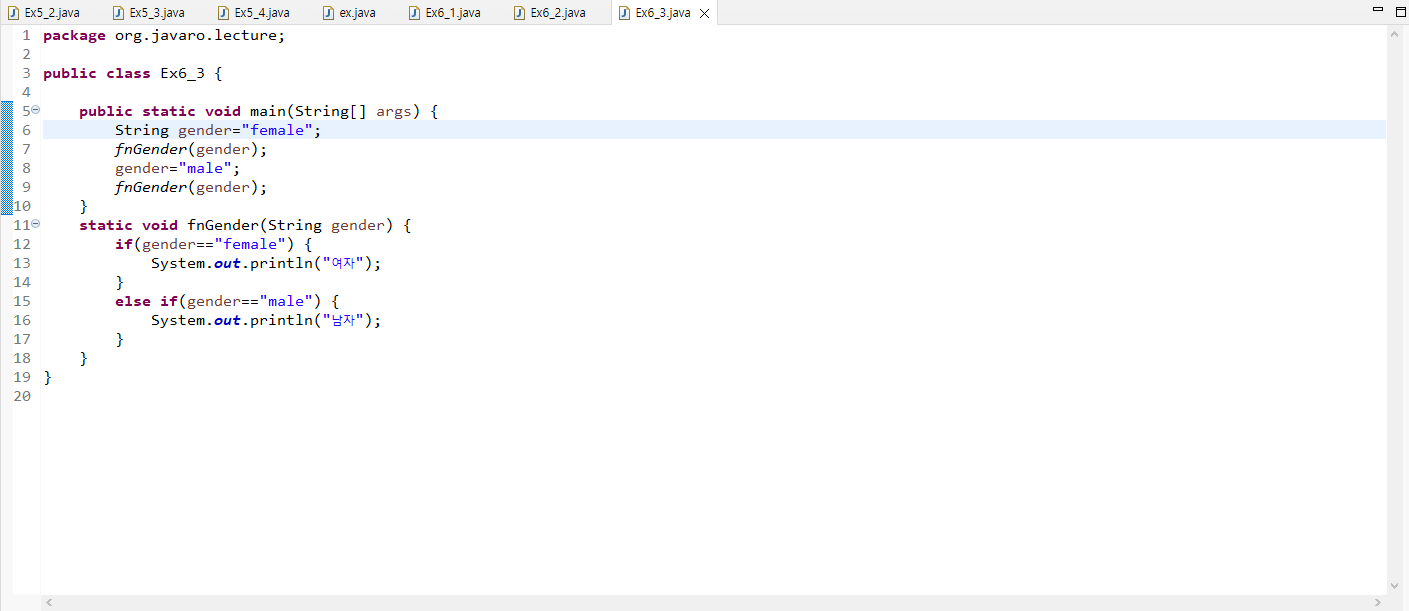 Ex5_2.java Ex5_3.java Ex5_4.java ex.java Ex6_1.java Ex6_2.java Ex6_3.java
1 package org.javaro.lecture;
2
3 public class Ex6_3 {
4
5 public static void main(String[] args) {
6 String gender="female";
7 fnGender(gender);
8 gender="male";
9 fnGender(gender);
10 }
11 static void fnGender(String gender) {
12 if(gender=="female") {
13 System.out.println("여자");
14 }
15 else if(gender=="male") {
16 System.out.println("남자");
17 }
18 }
19 }
20